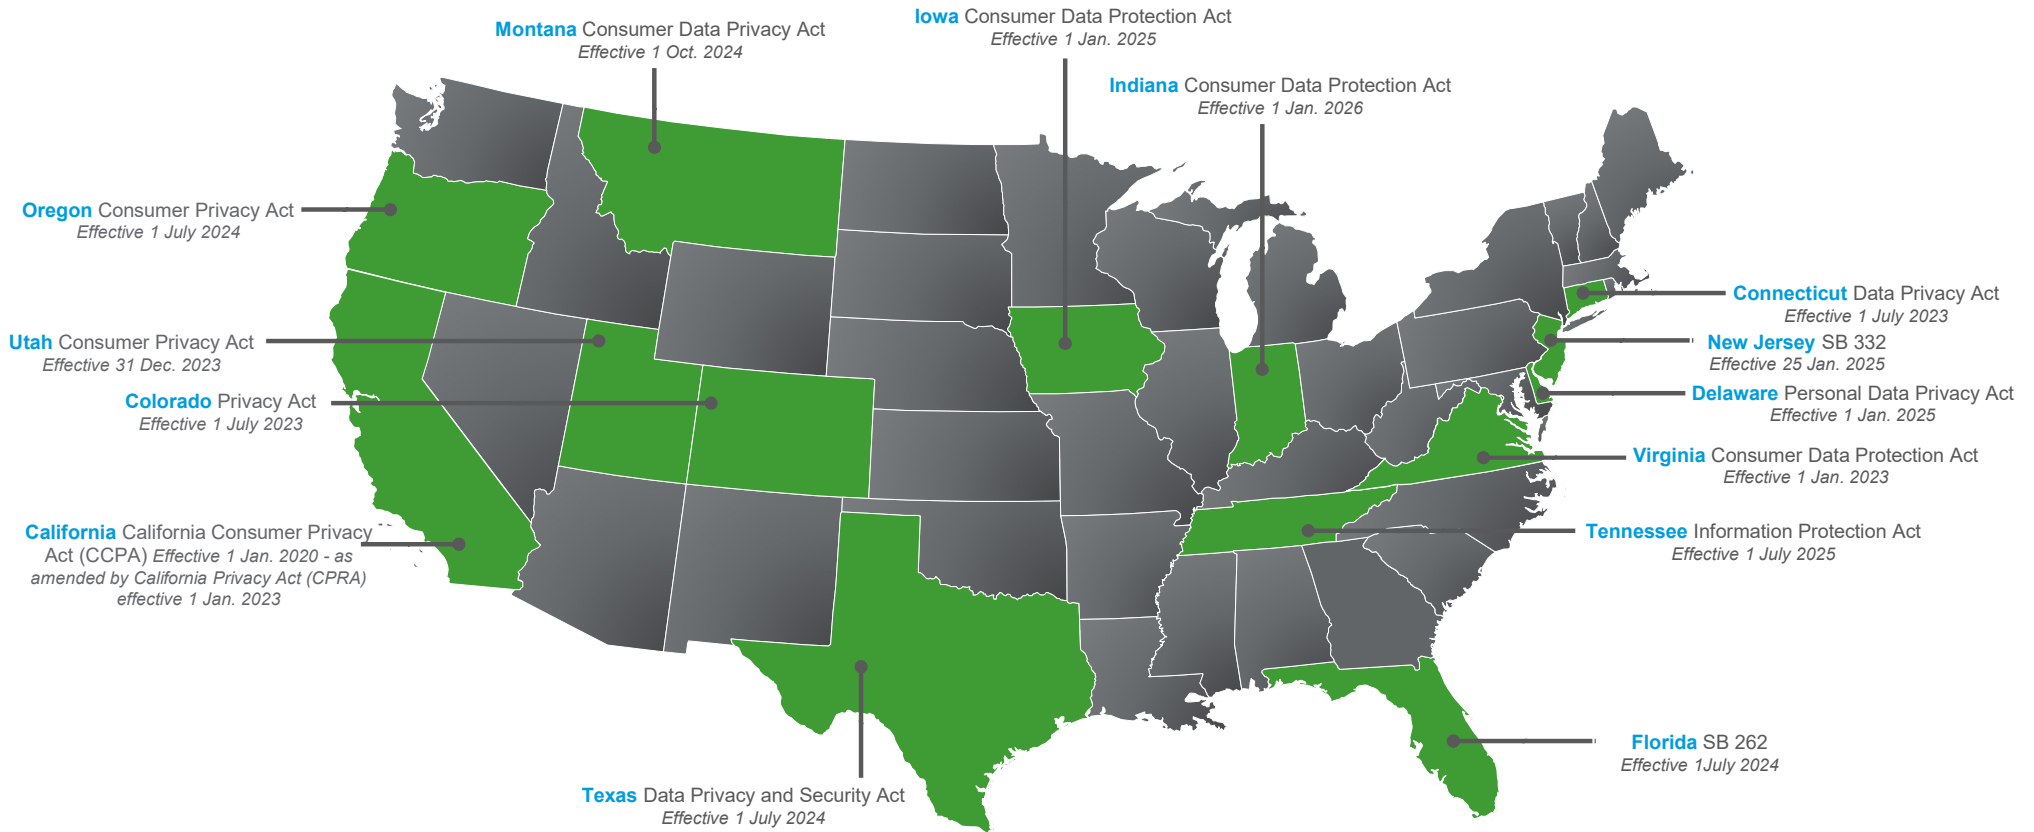 Montana Consumer Data Privacy Act
Effective 1 Oct. 2024
Iowa Consumer Data Protection Act
Effective 1 Jan. 2025
Indiana Consumer Data Protection Act
Effective 1 Jan. 2026
Oregon Consumer Privacy Act
Effective 1 July 2024
Utah Consumer Privacy Act
Effective 31 Dec. 2023
Colorado Privacy Act
Effective 1 July 2023
California California Consumer Privacy
Act (CCPA) Effective 1 Jan. 2020 - as
amended by California Privacy Act (CPRA)
effective 1 Jan. 2023
Texas Data Privacy and Security Act
Effective 1 July 2024
Connecticut Data Privacy Act
Effective 1 July 2023
New Jersey SB 332
Effective 25 Jan. 2025
Delaware Personal Data Privacy Act
Effective 1 Jan. 2025
Virginia Consumer Data Protection Act
Effective 1 Jan. 2023
Tennessee Information Protection Act
Effective 1 July 2025
Florida SB 262
Effective 1July 2024